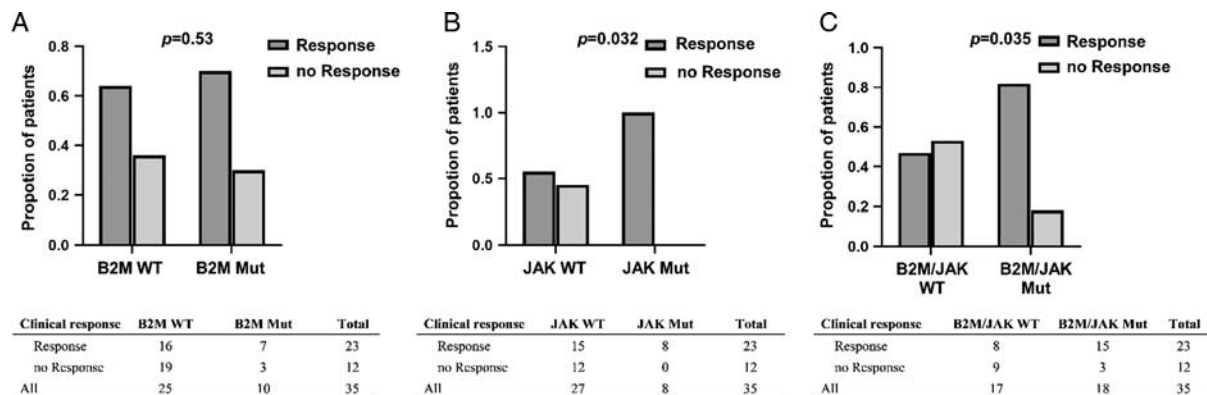 A
p=0.53
Response
no Response
Propotion of patients
0.8
0.6
0.4
0.2
0.0
B2M WT B2M Mut
Clinical response B2M WT B2M Mut Total
Response 16 7 23
no Response 19 3 12
All 25 10 35
B
p=0.032
Response
no Response
Propotion of patients
1.5
1.0
0.5
0.0
JAK WT JAK Mut
Clinical response JAK WT JAK Mut Total
Response 15 8 23
no Response 12 0 12
All 27 8 35
C
p=0.035
Response
no Response
Propotion of patients
1.0
0.8
0.6
0.4
0.2
0.0
B2M/JAK B2M/JAK
WT Mut
Clinical response B2M/JAK WT B2M/JAK Mut Total
Response 8 15 23
no Response 9 3 12
All 17 18 35